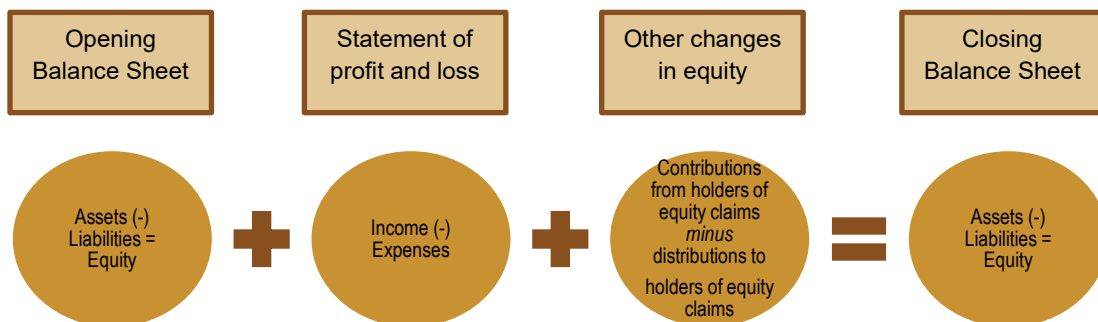 Opening
Balance Sheet
Statement of
profit and loss
Other changes
in equity
Closing
Balance Sheet
Assets (-)
Liabilities =
Equity
Income (-)
Expenses
Contributions
from holders of
equity claims
minus
distributions to
holders of equity
claims
Assets (-)
Liabilities =
Equity